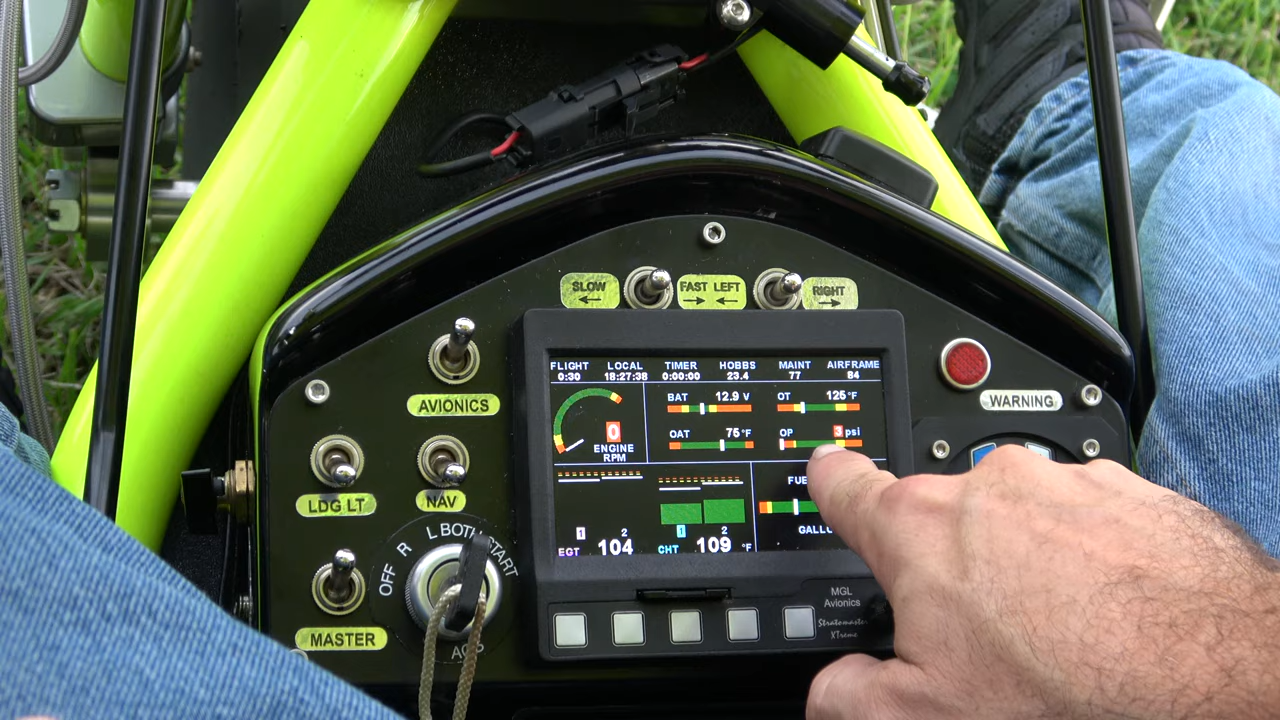 SLOW
FAST LEFT
RIGHT
AVIONICS
WARNING
LDG LT
NAV
MASTER
OFF R L BOTH START
FLIGHT LOCAL TIMER HOBBS MAINT AIRFRAME
0:30 18:27:38 0:00:00 23.4 77 84
BAT 12.9 V OT 125 °F
OAT 75 °F OP 3 psi
0
ENGINE
RPM
1 2 1 2
EGT 104 CHT 109 °F
MGL
Avionics
Stratomaster
XTreme